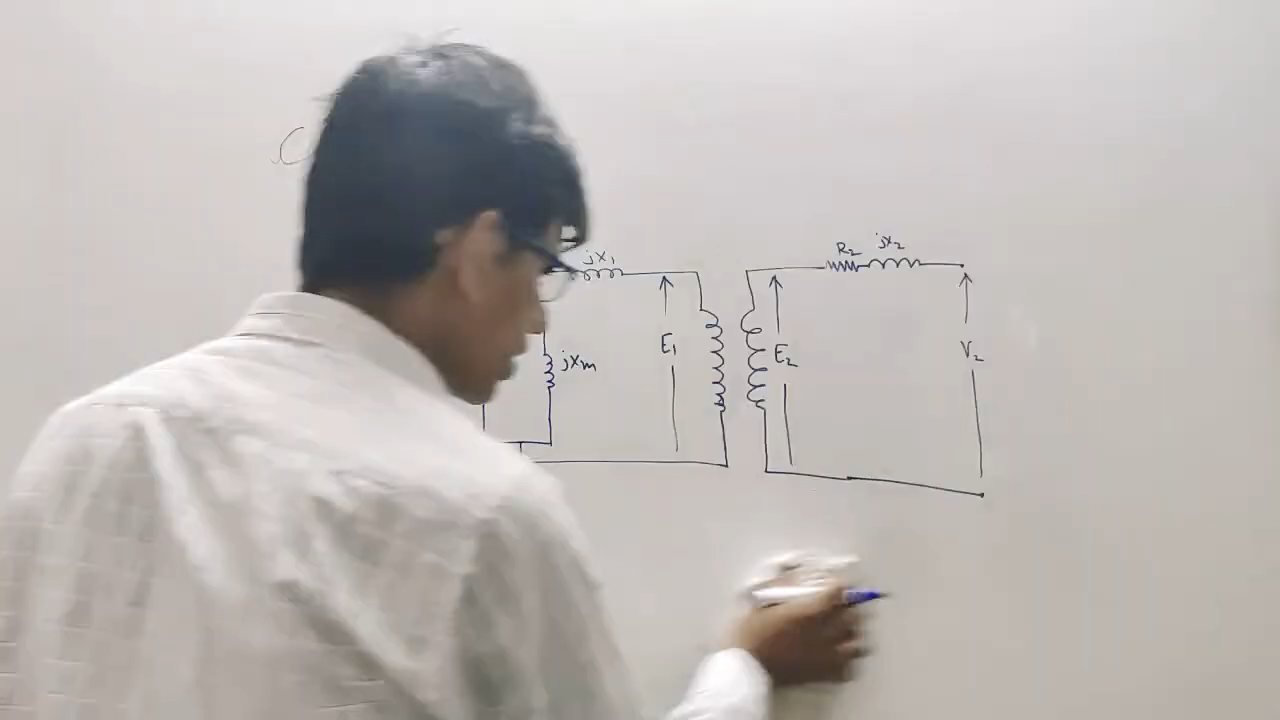 jX₁
R₂ jX₂
jXm
E₁
E₂
V₂